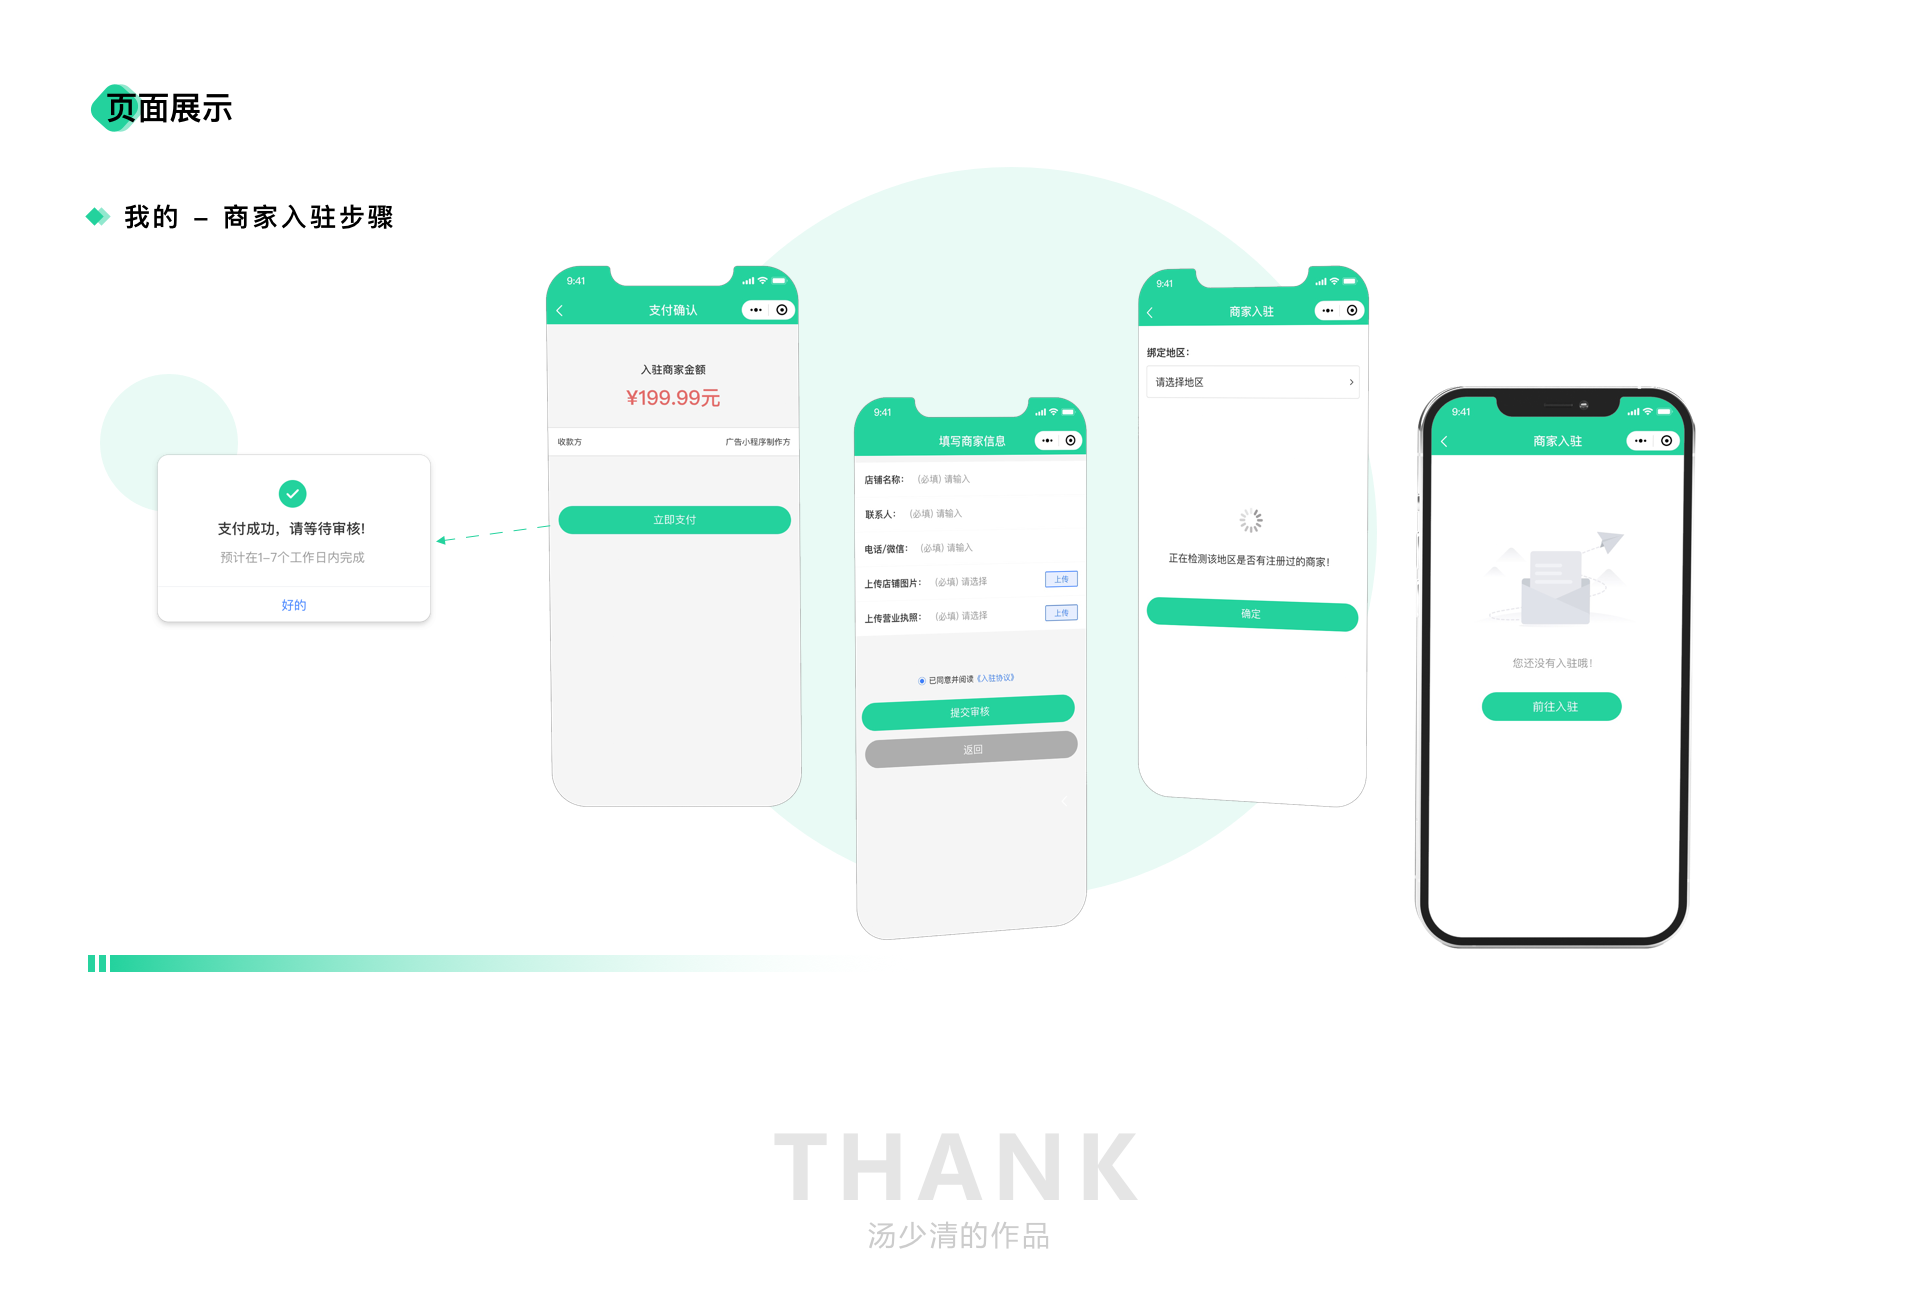 页面展示
我的 – 商家入驻步骤
支付成功，请等待审核!
预计在1–7个工作日内完成
好的
9:41
支付确认
入驻商家金额
¥199.99元
收款方 广告小程序制作方
立即支付
9:41
填写商家信息
店铺名称： (必填) 请输入
联系人： (必填) 请输入
电话/微信： (必填) 请输入
上传店铺图片： (必填) 请选择 上传
上传营业执照： (必填) 请选择 上传
已同意并阅读《入驻协议》
提交审核
返回
9:41
商家入驻
绑定地区：
请选择地区
正在检测该地区是否有注册过的商家！
确定
9:41
商家入驻
您还没有入驻哦！
前往入驻
THANK
汤少清的作品